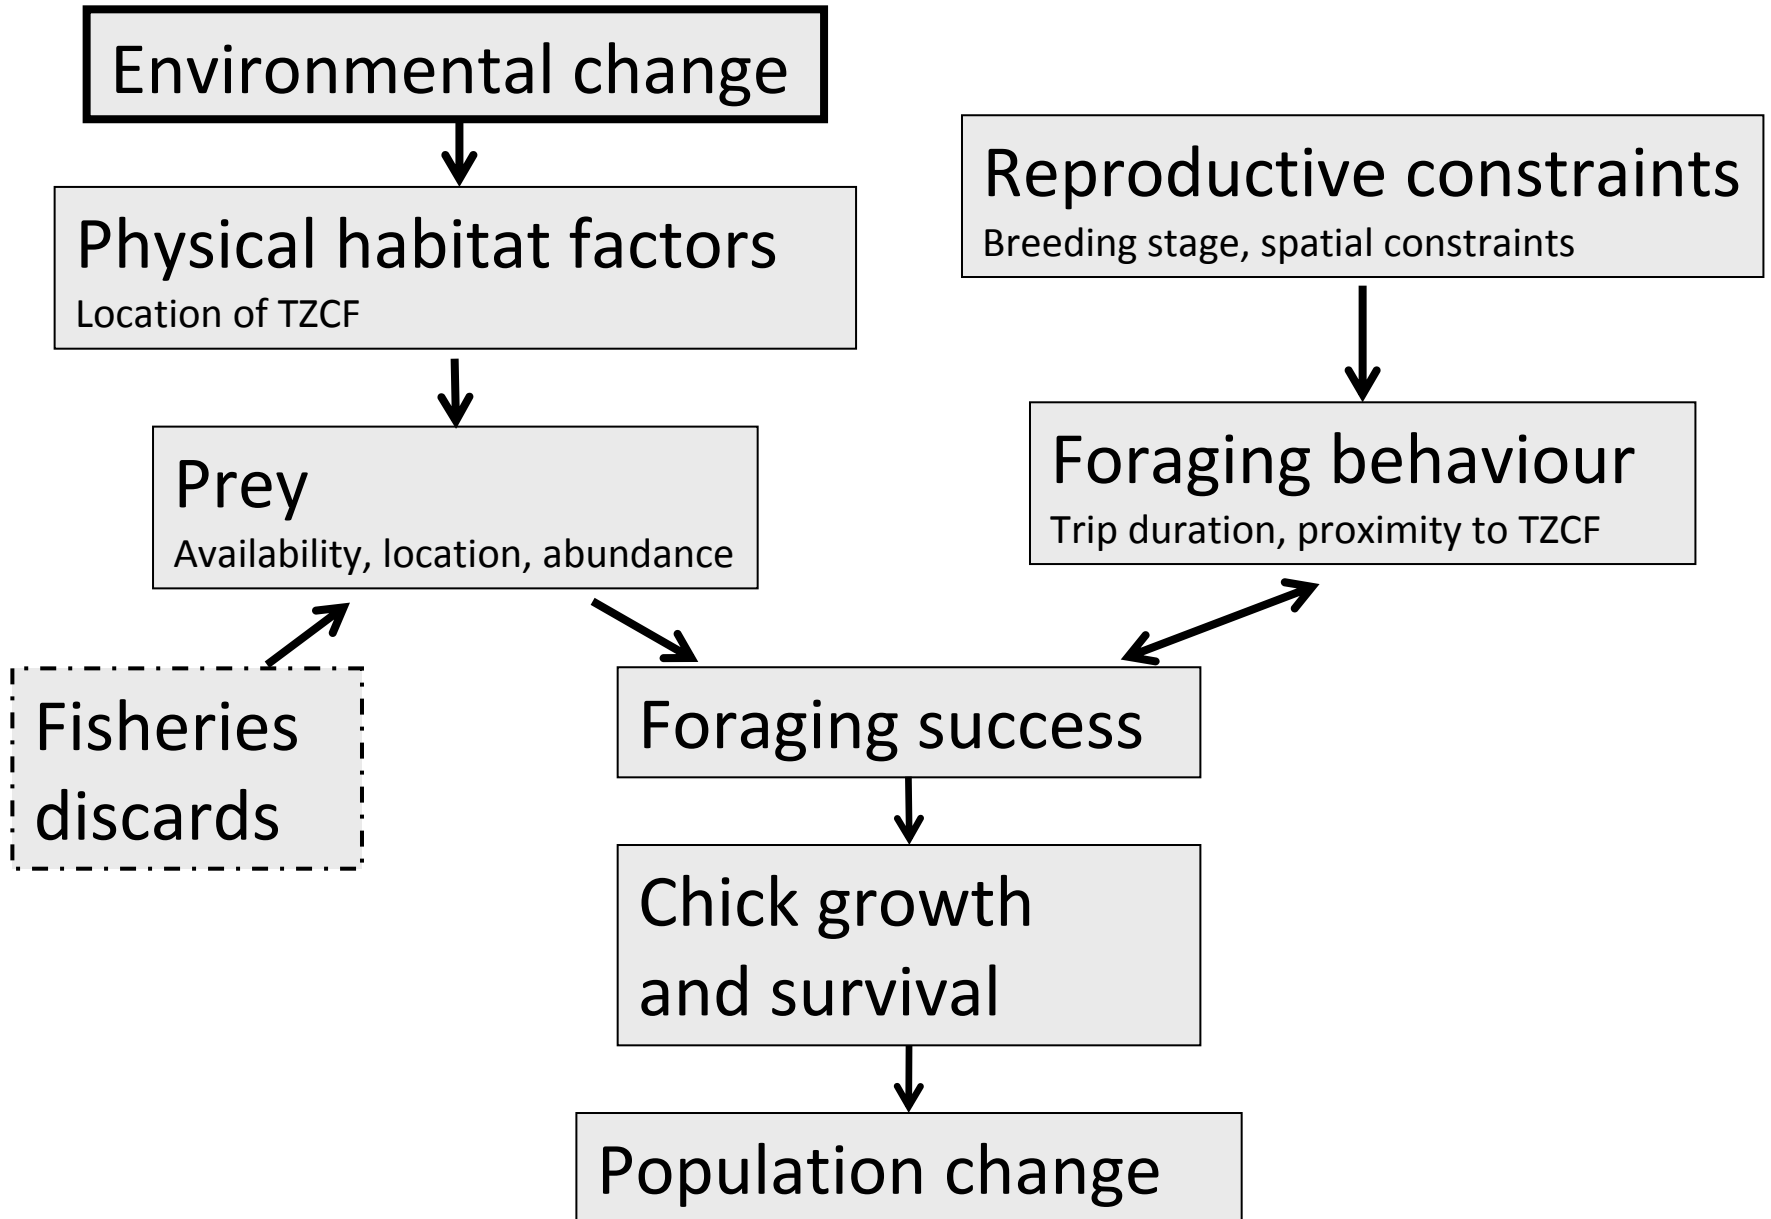 Environmental change
Physical habitat factors
Location of TZCF
Prey
Availability, location, abundance
Fisheries
discards
Reproductive constraints
Breeding stage, spatial constraints
Foraging behaviour
Trip duration, proximity to TZCF
Foraging success
Chick growth
and survival
Population change